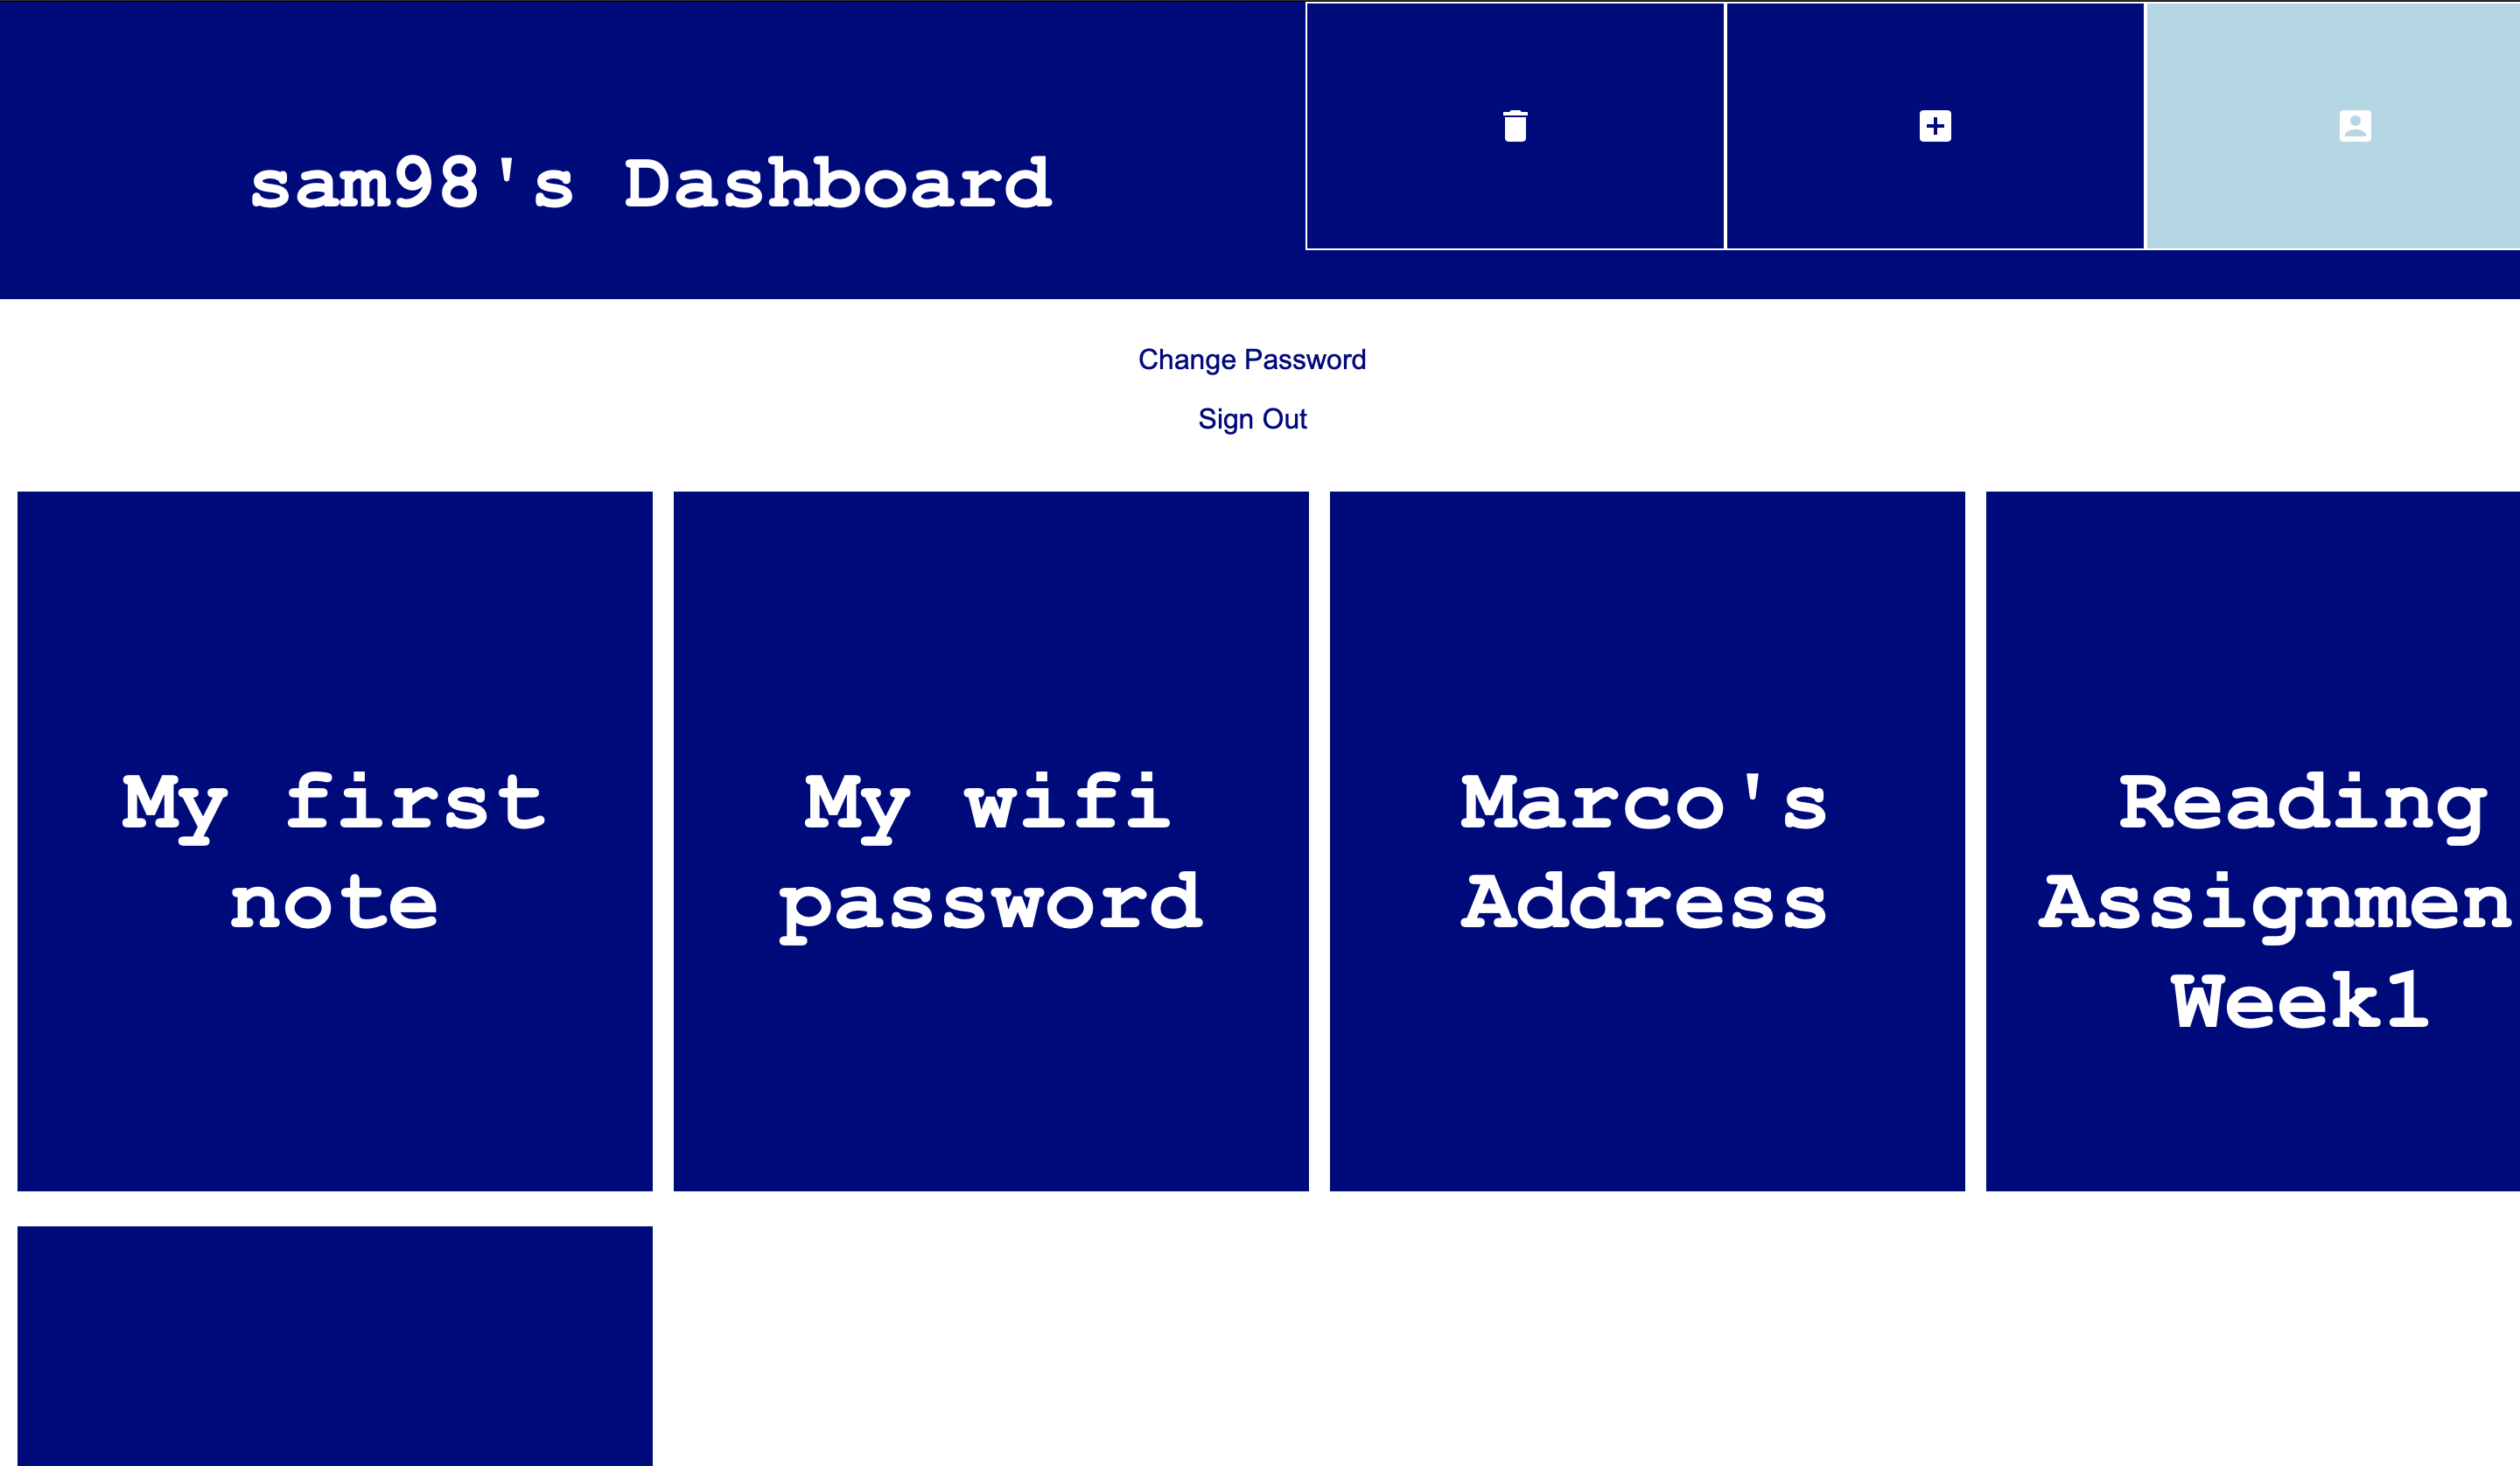 sam98's Dashboard
Change Password
Sign Out
My first
note
My wifi
password
Marco's
Address
Reading
Assignmen
Week1